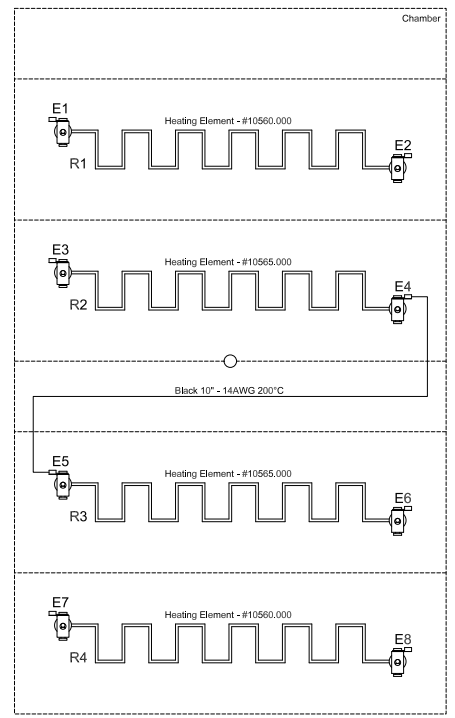 Chamber
E1
Heating Element - #10560.000
E2
R1
E3
Heating Element - #10565.000
E4
R2
Black 10" - 14AWG 200°C
E5
Heating Element - #10565.000
E6
R3
E7
Heating Element - #10560.000
E8
R4